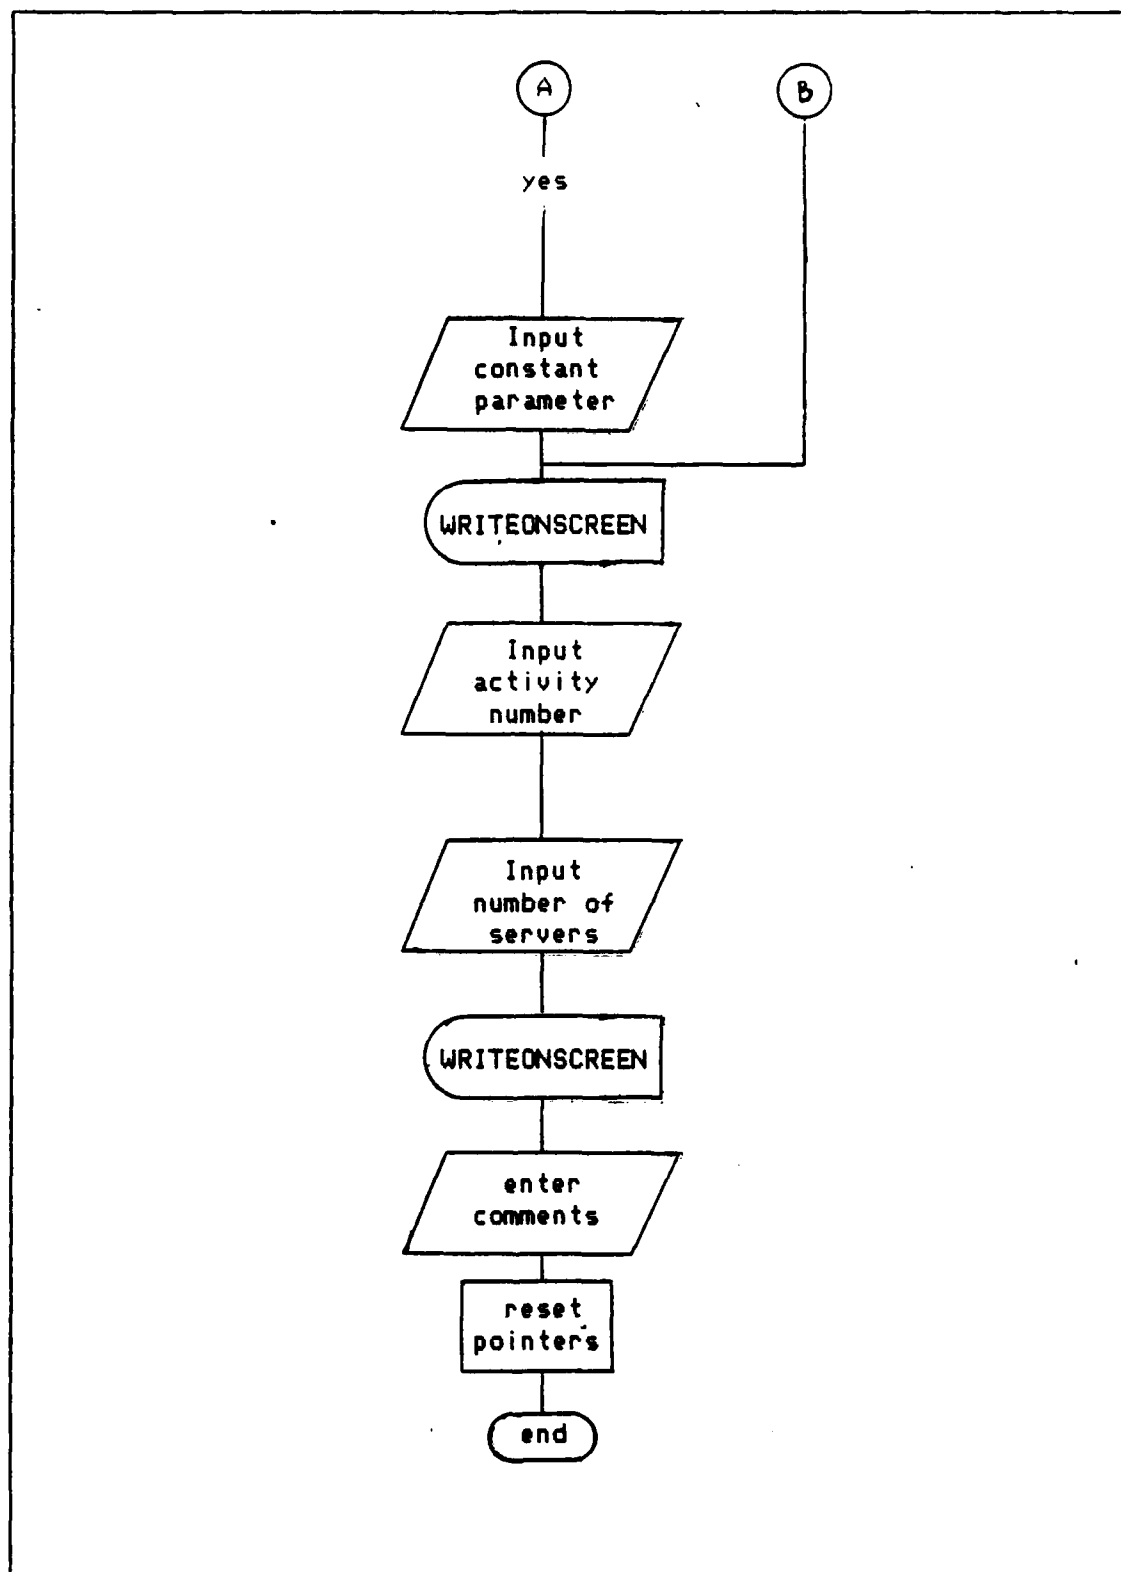 A
B
yes
Input
constant
parameter
WRITEONSCREEN
Input
activity
number
Input
number of
servers
WRITEONSCREEN
enter
comments
reset
pointers
end